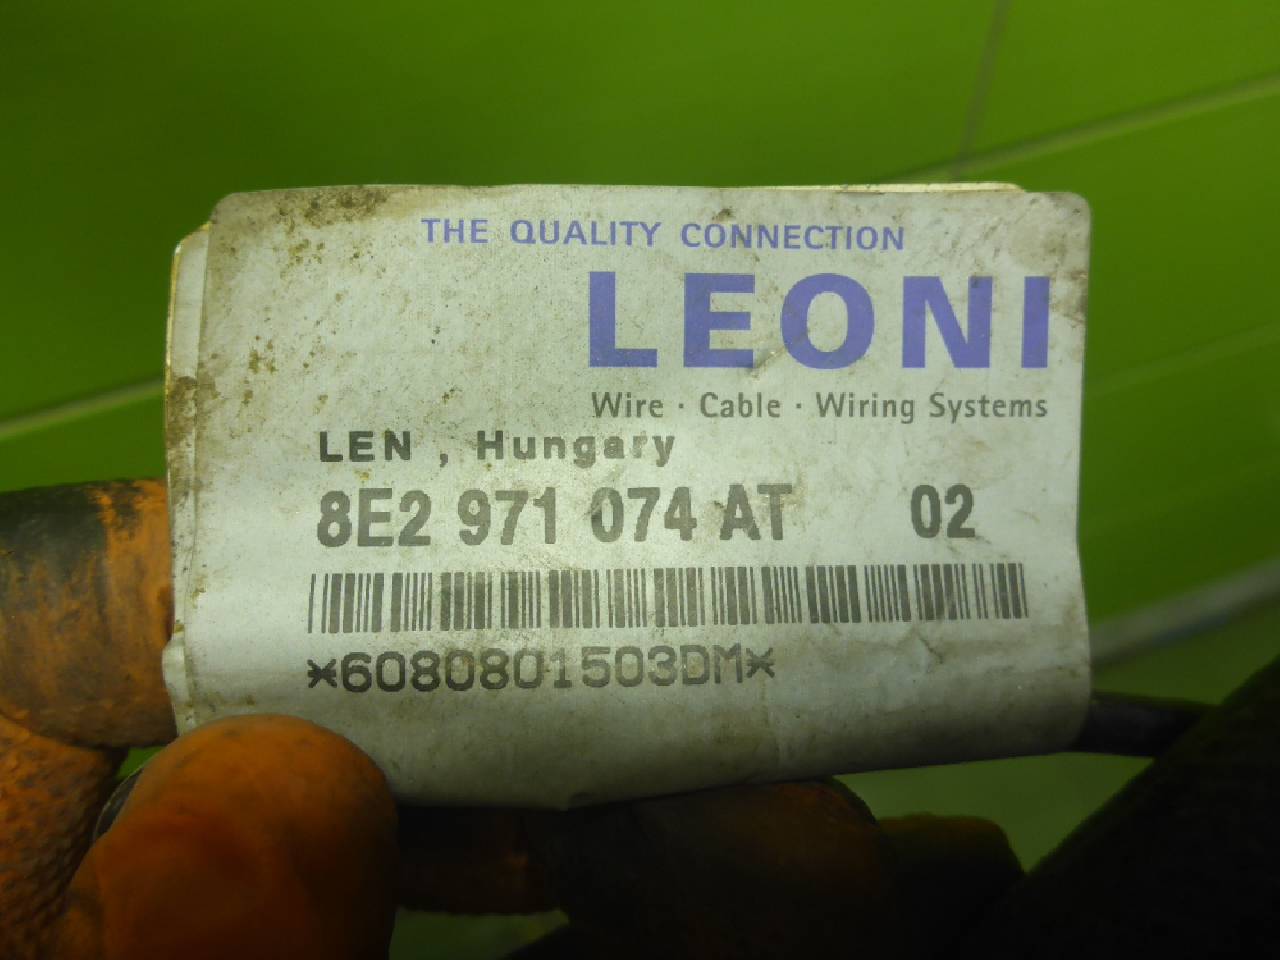 THE QUALITY CONNECTION
LEONI
Wire · Cable · Wiring Systems
LEN , Hungary
8E2 971 074 AT 02
*6080801503DM*